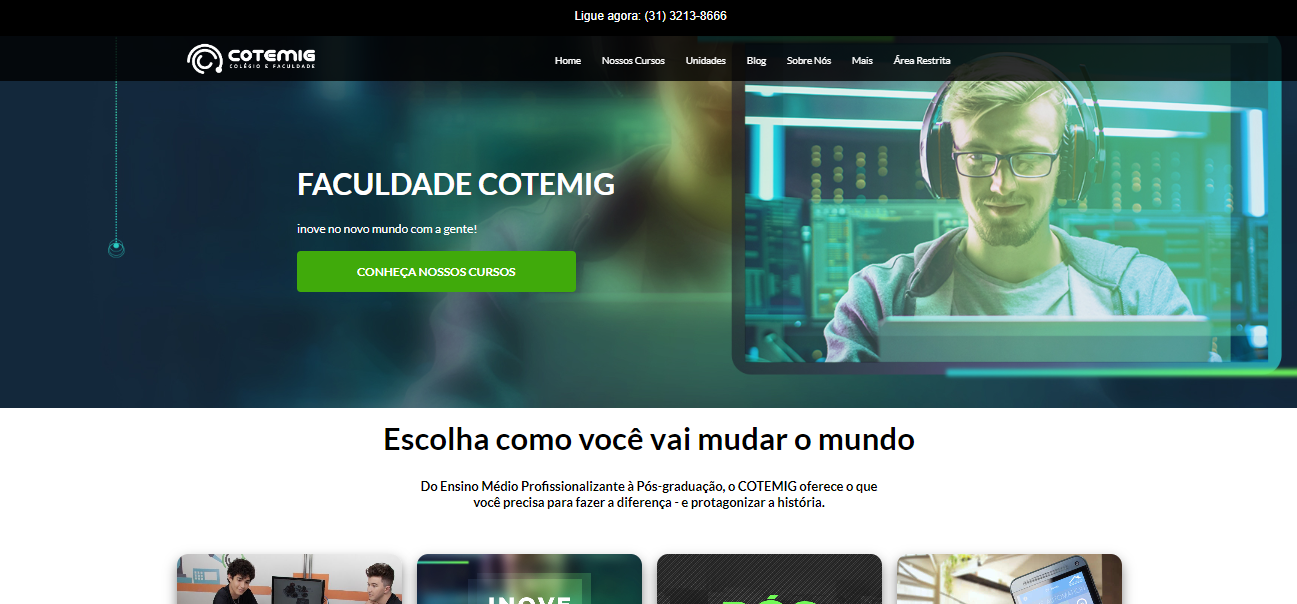 Ligue agora: (31) 3213-8666
COTEMIG
COLÉGIO E FACULDADE
Home Nossos Cursos Unidades Blog Sobre Nós Mais Área Restrita
FACULDADE COTEMIG
inove no novo mundo com a gente!
CONHEÇA NOSSOS CURSOS
Escolha como você vai mudar o mundo
Do Ensino Médio Profissionalizante à Pós-graduação, o COTEMIG oferece o que
você precisa para fazer a diferença - e protagonizar a história.
INOVE
PÓS